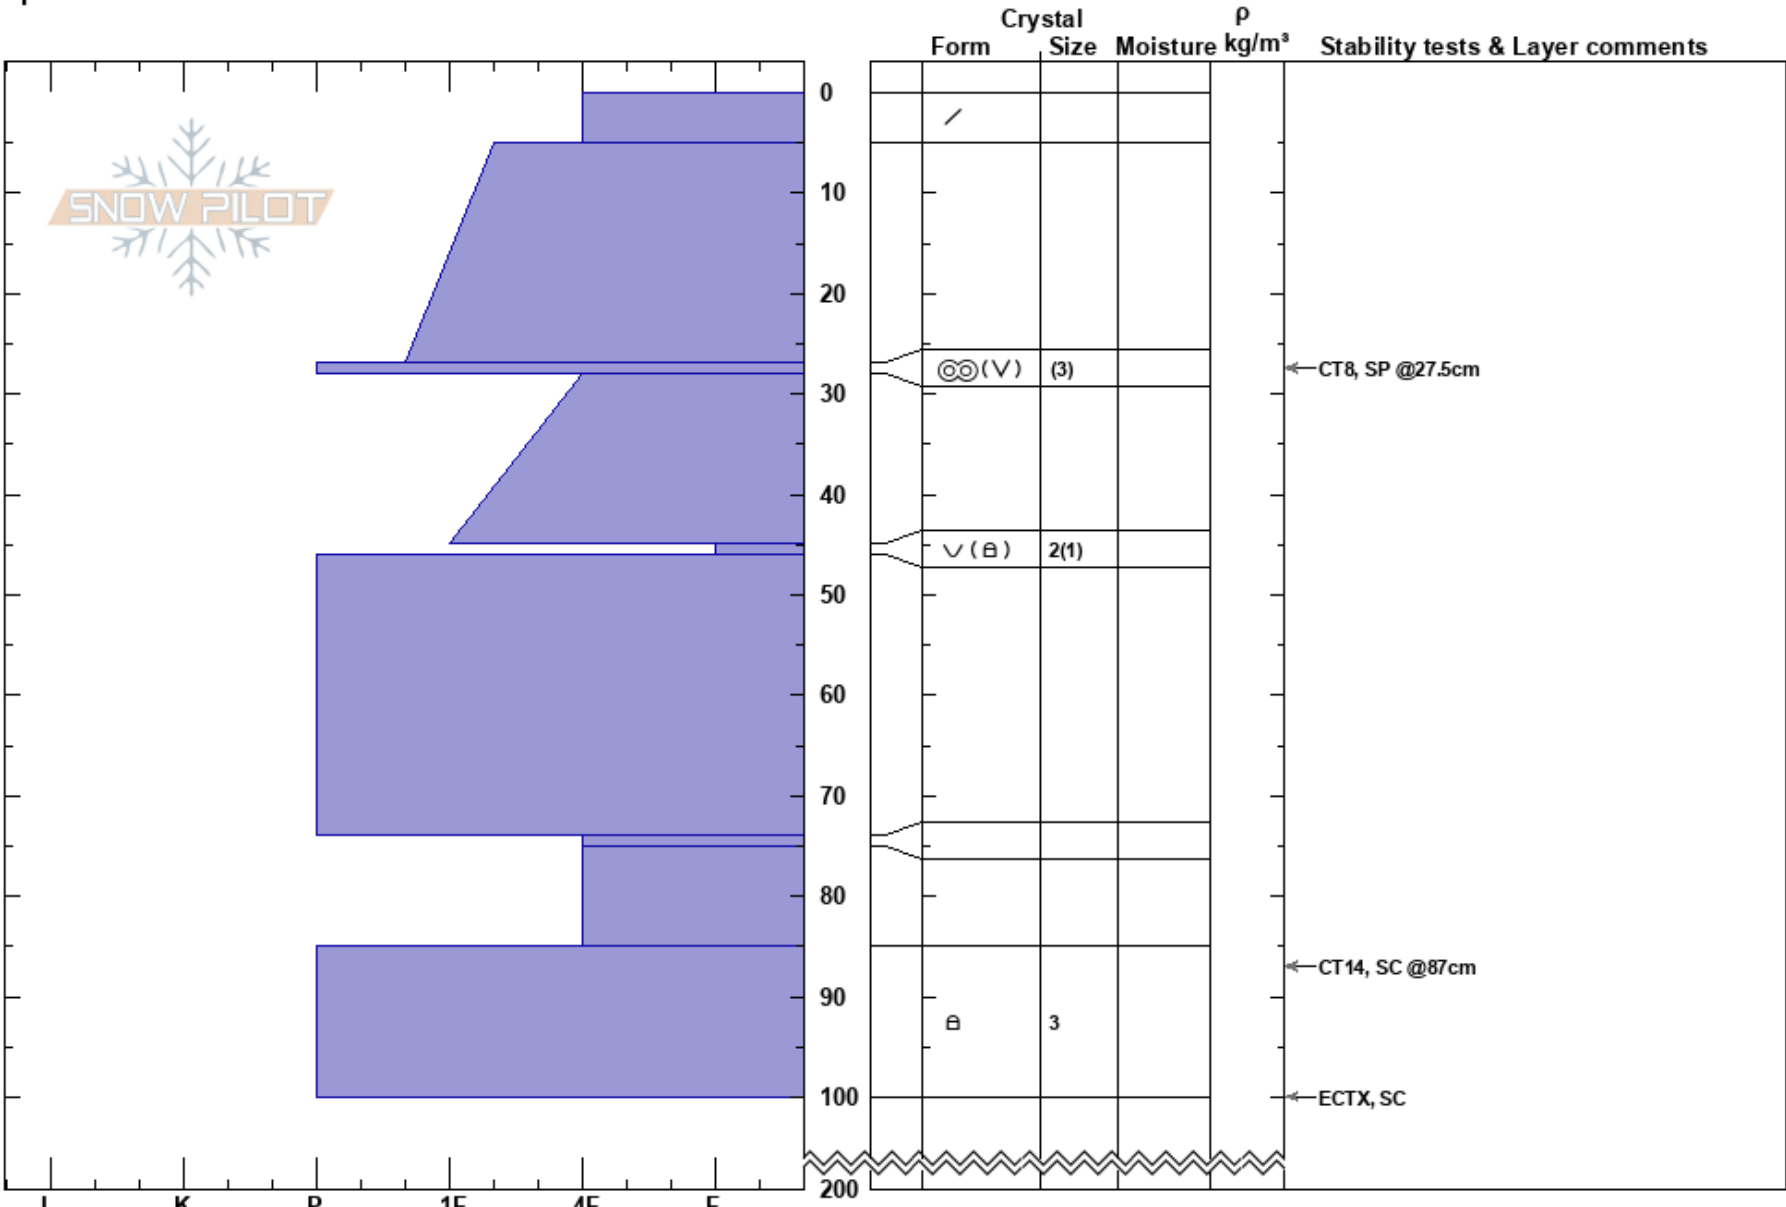 Crystal
ρ
Form Size Moisture kg/m³ Stability tests & Layer comments
0
SNOW PILOT
10
20
(3)
CT8, SP @27.5cm
30
40
2(1)
50
60
70
80
CT14, SC @87cm
90
3
100
ECTX, SC
200
I K P 1F 4F F